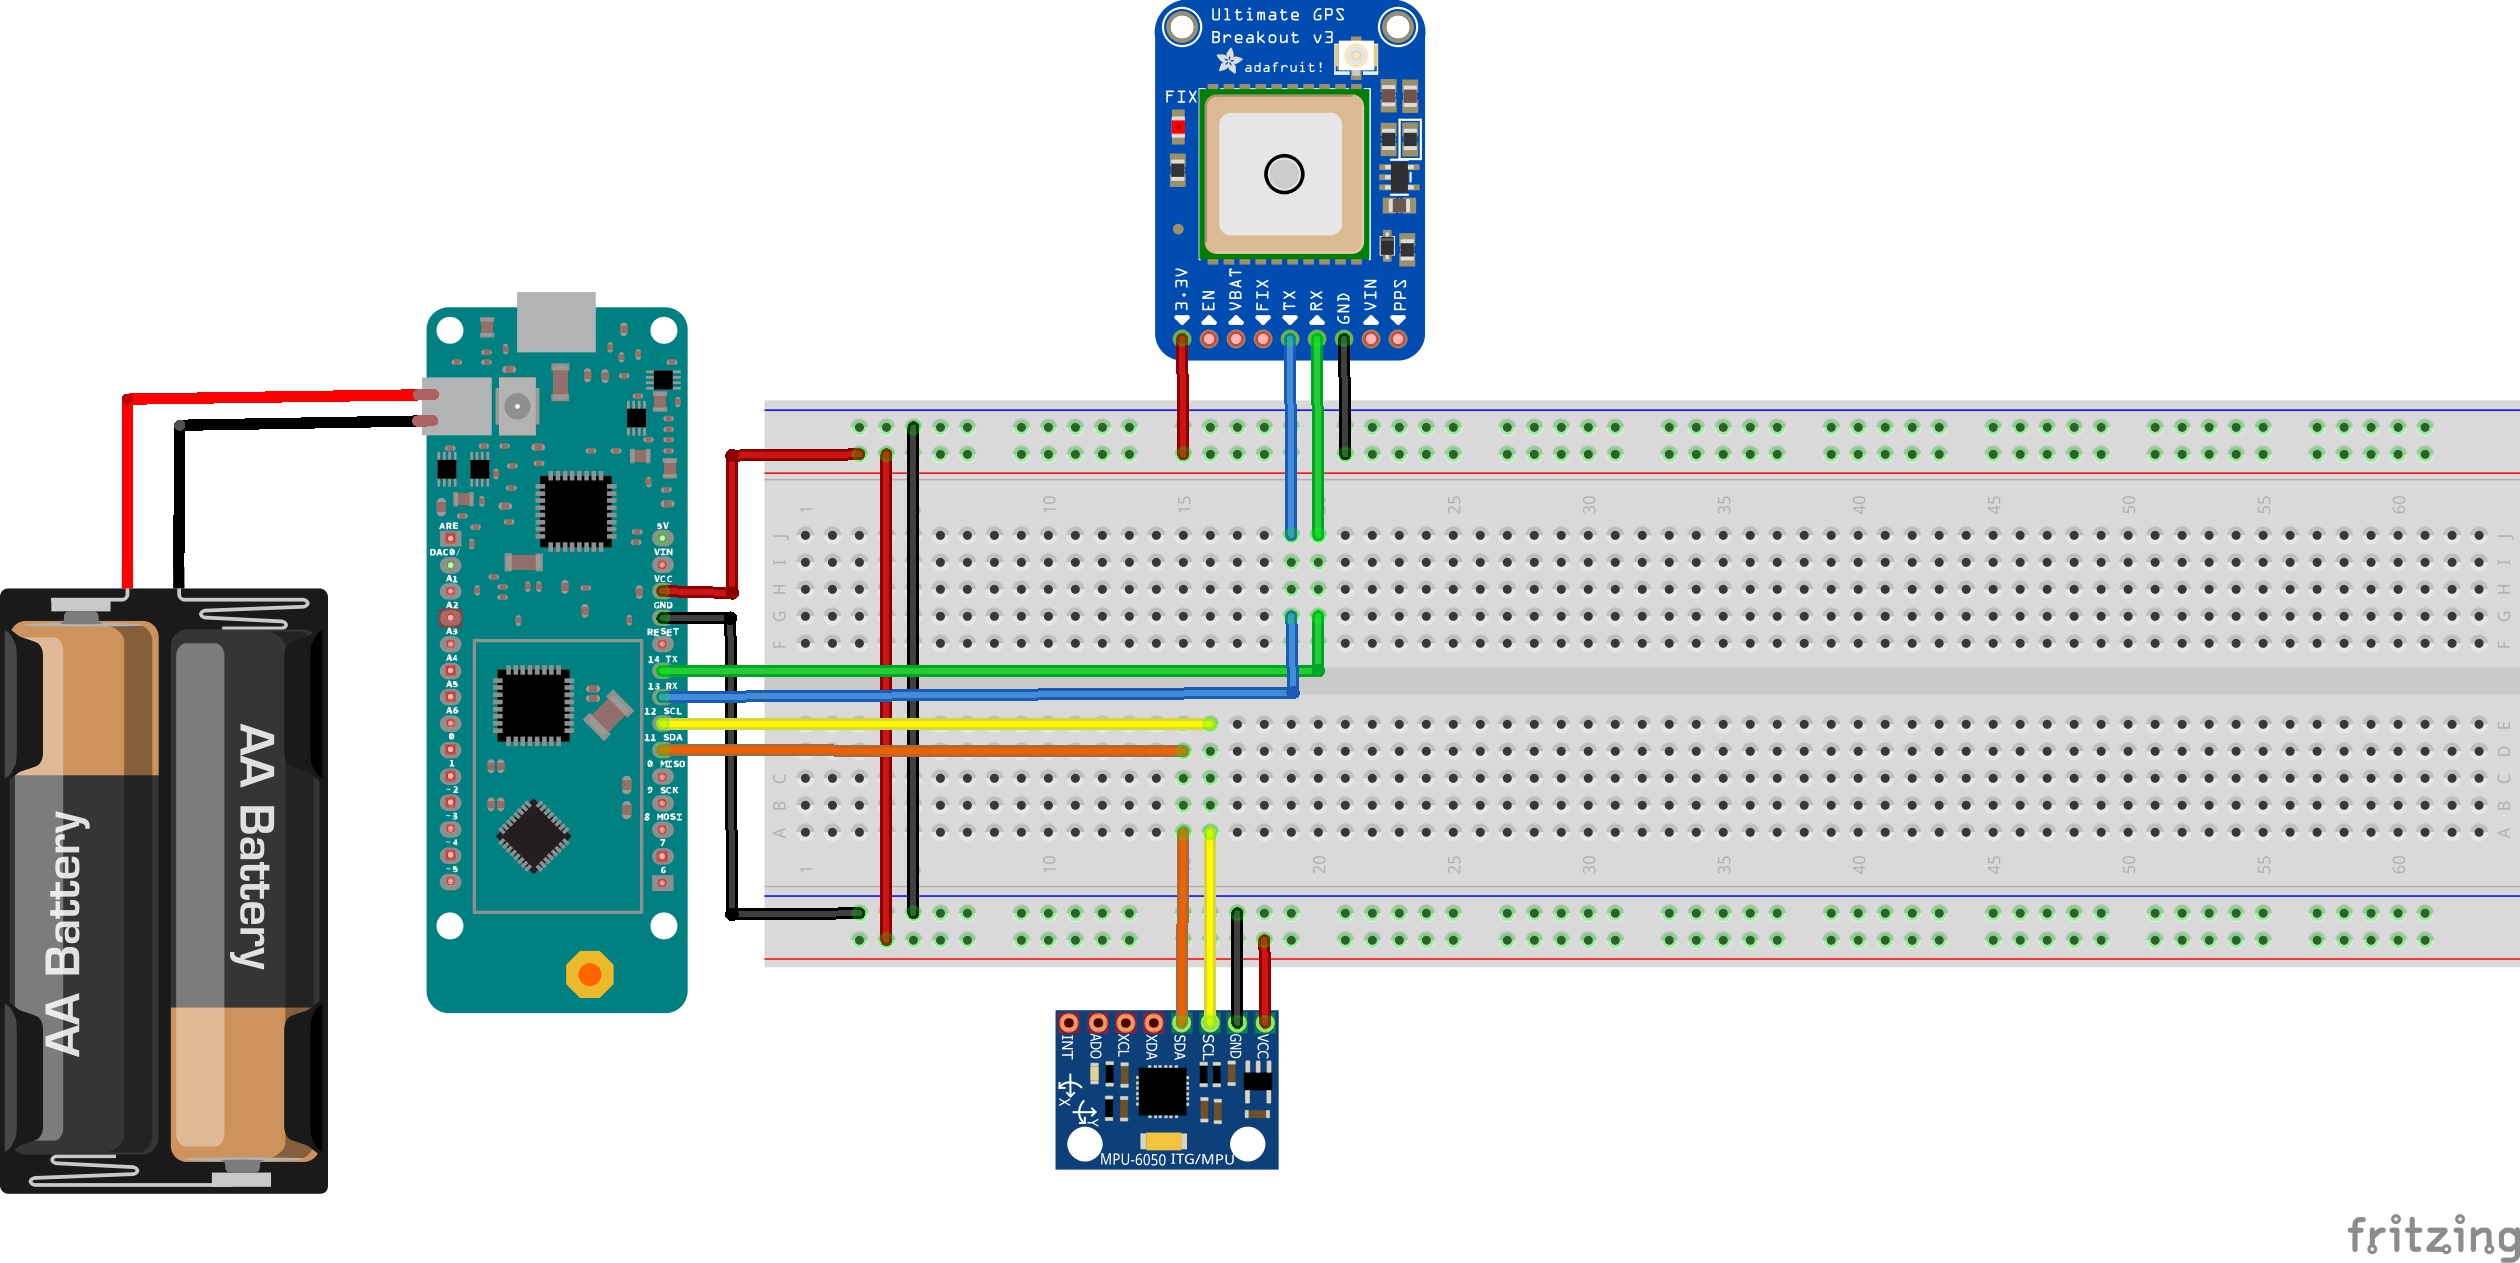 Ultimate GPS
Breakout v3
adafruit!
FIX
3.3V
EN
VBAT
FIX
TX
RX
GND
VIN
PPS
ARE
DAC0/
A1
A2
A3
A4
A5
A6
0
1
~2
~3
~4
~5
5V
VIN
VCC
GND
RESET
14 TX
13 RX
12 SCL
11 SDA
0 MISO
9 SCK
8 MOSI
7
6
AA Battery
AA Battery
1
10
15
25
30
35
40
45
50
55
60
J
I
H
G
F
J
I
H
G
F
E
D
C
B
A
C
B
A
1
10
20
25
30
35
40
45
50
55
60
INT
ADO
XCL
XDA
SDA
SCL
GND
VCC
X
Y
MPU-6050 ITG/MPU
fritzing